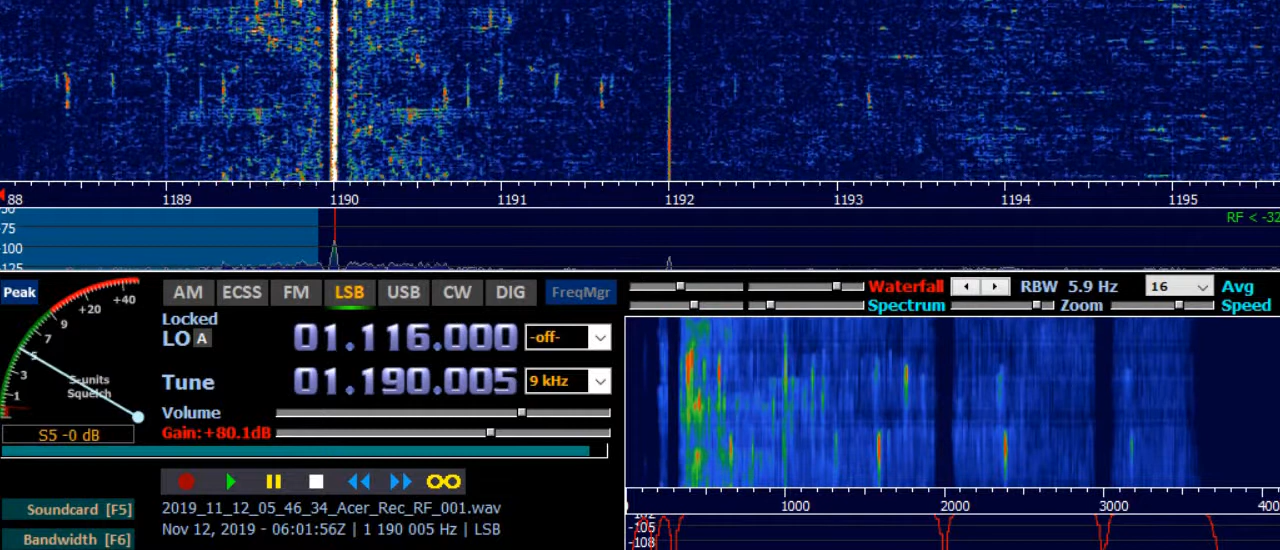 88 1189 1190 1191 1192 1193 1194 1195
-75
-100
-125
RF < -32
Peak
1 3 5 7 9 +20 +40
S-units
Squelch
S5 -0 dB
AM ECSS FM LSB USB CW DIG FreqMgr
Locked
LO A 01.116.000 -off-
Tune 01.190.005 9 kHz
Volume
Gain:+80.1dB
2019_11_12_05_46_34_Acer_Rec_RF_001.wav
Nov 12, 2019 - 06:01:56Z | 1 190 005 Hz | LSB
Soundcard [F5]
Bandwidth [F6]
Waterfall RBW 5.9 Hz 16 Avg
Spectrum Zoom Speed
1000 2000 3000 400
-105
-108